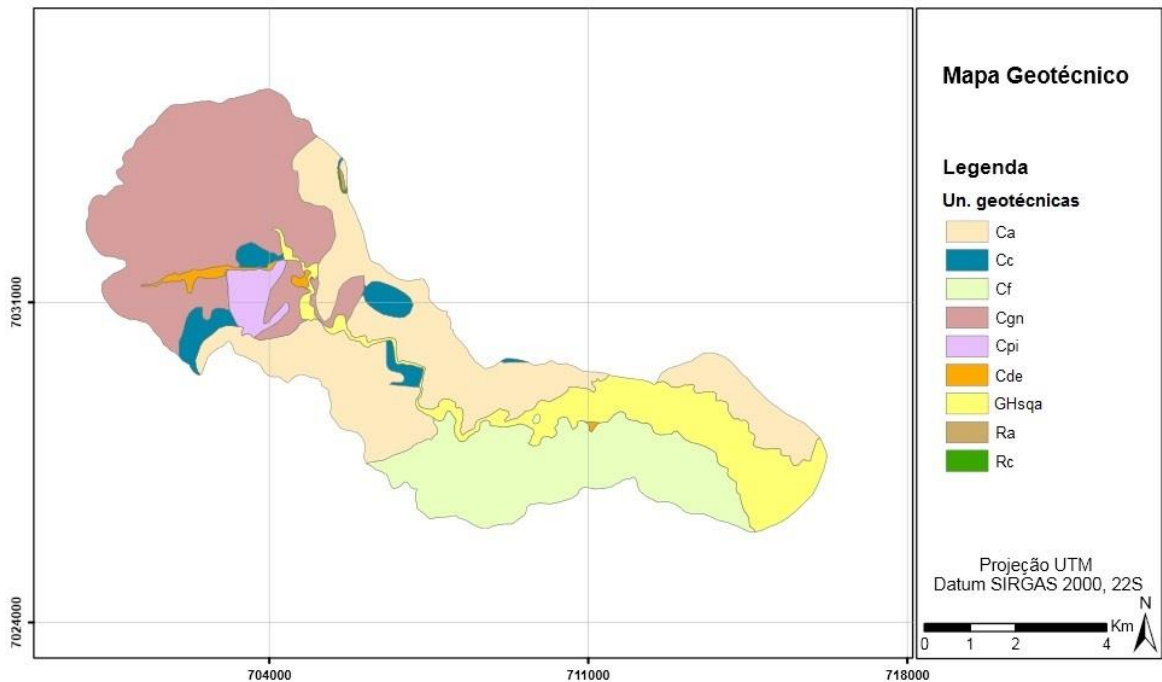 Mapa Geotécnico
Legenda
Un. geotécnicas
Ca
Cc
Cf
Cgn
Cpi
Cde
GHsqa
Ra
Rc
Projeção UTM
Datum SIRGAS 2000, 22S
N
Km
0 1 2 4
7031000
7024000
704000 711000 718000